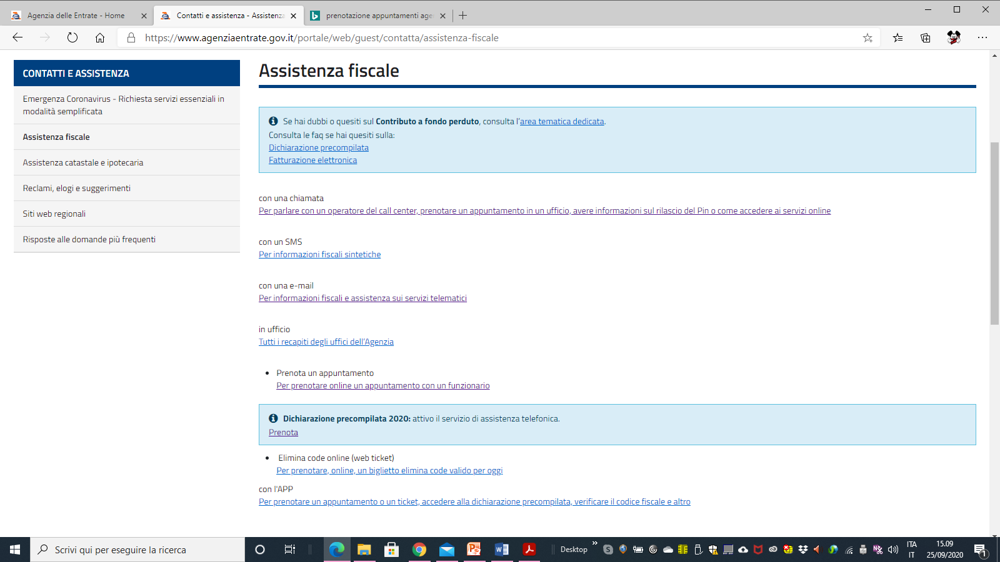 Agenzia delle Entrate - Home
Contatti e assistenza - Assistenza
prenotazione appuntamenti age
https://www.agenziaentrate.gov.it/portale/web/guest/contatta/assistenza-fiscale
CONTATTI E ASSISTENZA
Emergenza Coronavirus - Richiesta servizi essenziali in
modalità semplificata
Assistenza fiscale
Assistenza catastale e ipotecaria
Reclami, elogi e suggerimenti
Siti web regionali
Risposte alle domande più frequenti
Assistenza fiscale
Se hai dubbi o quesiti sul Contributo a fondo perduto, consulta l'area tematica dedicata.
Consulta le faq se hai quesiti sulla:
Dichiarazione precompilata
Fatturazione elettronica
con una chiamata
Per parlare con un operatore del call center, prenotare un appuntamento in un ufficio, avere informazioni sul rilascio del Pin o come accedere ai servizi online
con un SMS
Per informazioni fiscali sintetiche
con una e-mail
Per informazioni fiscali e assistenza sui servizi telematici
in ufficio
Tutti i recapiti degli uffici dell'Agenzia
• Prenota un appuntamento
Per prenotare online un appuntamento con un funzionario
Dichiarazione precompilata 2020: attivo il servizio di assistenza telefonica.
Prenota
• Elimina code online (web ticket)
Per prenotare, online, un biglietto elimina code valido per oggi
con l'APP
Per prenotare un appuntamento o un ticket, accedere alla dichiarazione precompilata, verificare il codice fiscale e altro
Scrivi qui per eseguire la ricerca
Desktop
ITA
IT
15.09
25/09/2020
1